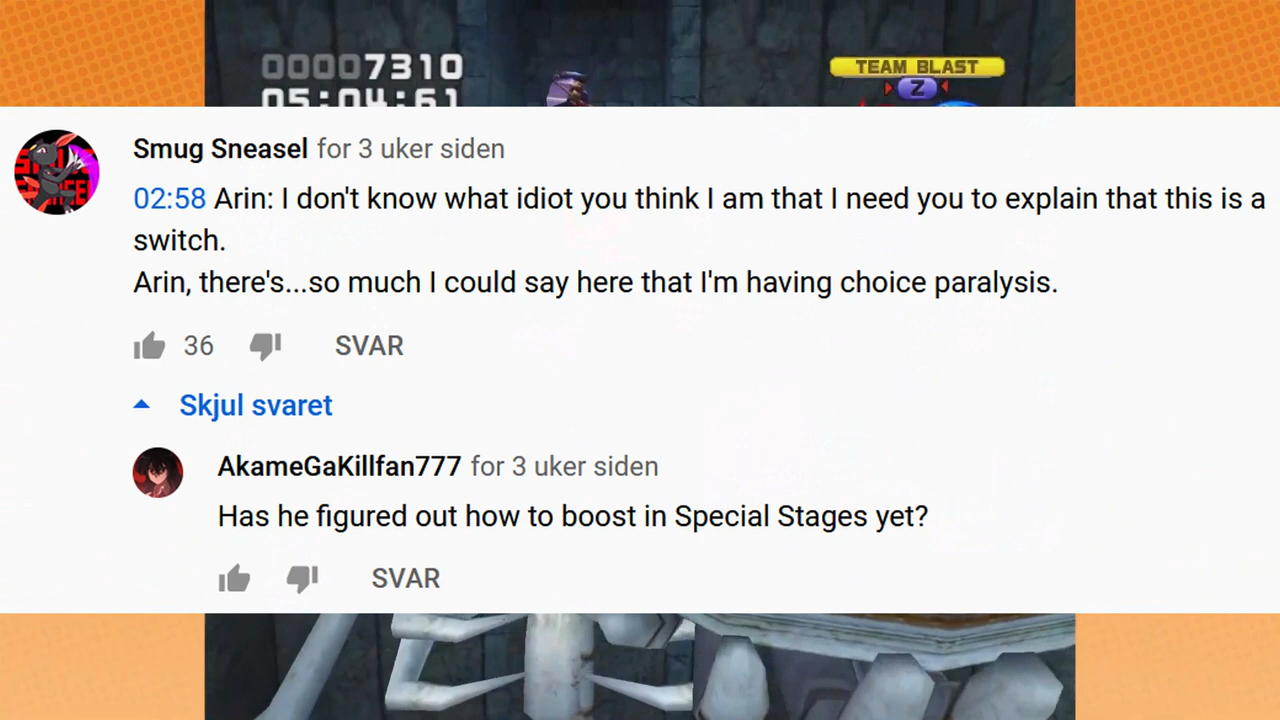 00007310
TEAM BLAST
Z
05:04:61
Smug Sneasel for 3 uker siden
02:58 Arin: I don't know what idiot you think I am that I need you to explain that this is a
switch.
Arin, there's...so much I could say here that I'm having choice paralysis.
36 SVAR
Skjul svaret
AkameGaKillfan777 for 3 uker siden
Has he figured out how to boost in Special Stages yet?
SVAR